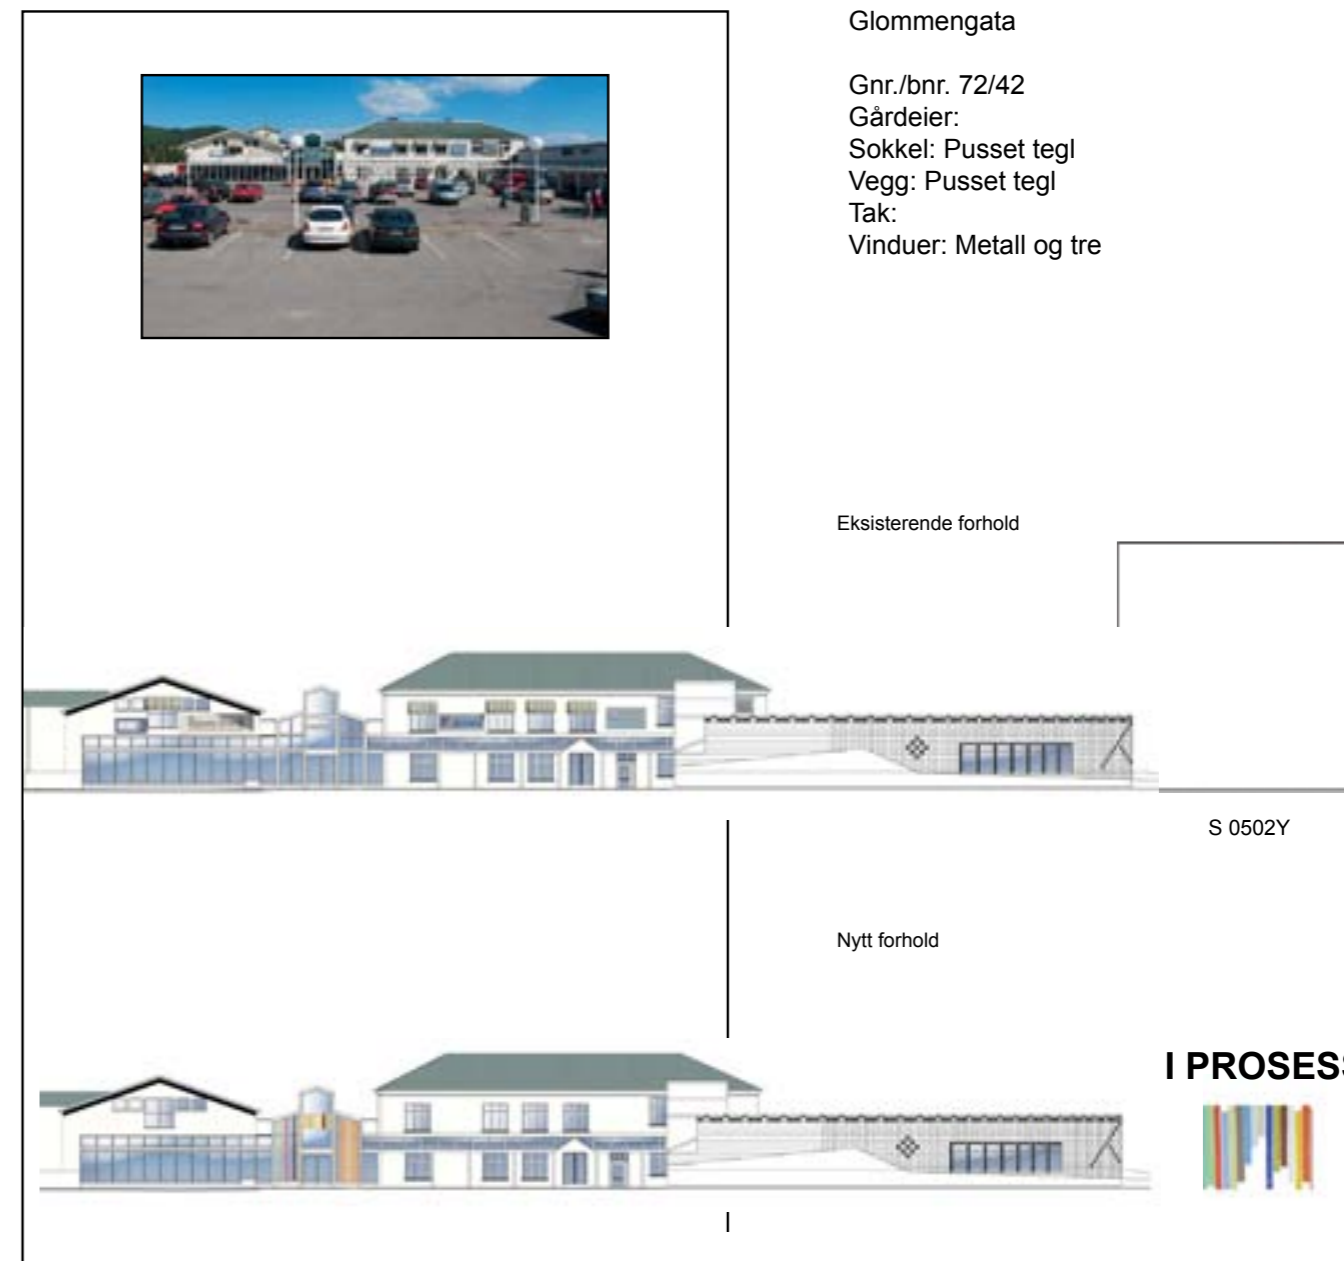 Glommengata
Gnr./bnr. 72/42
Gårdeier:
Sokkel: Pusset tegl
Vegg: Pusset tegl
Tak:
Vinduer: Metall og tre
Eksisterende forhold
S 0502Y
Nytt forhold
I PROSESS